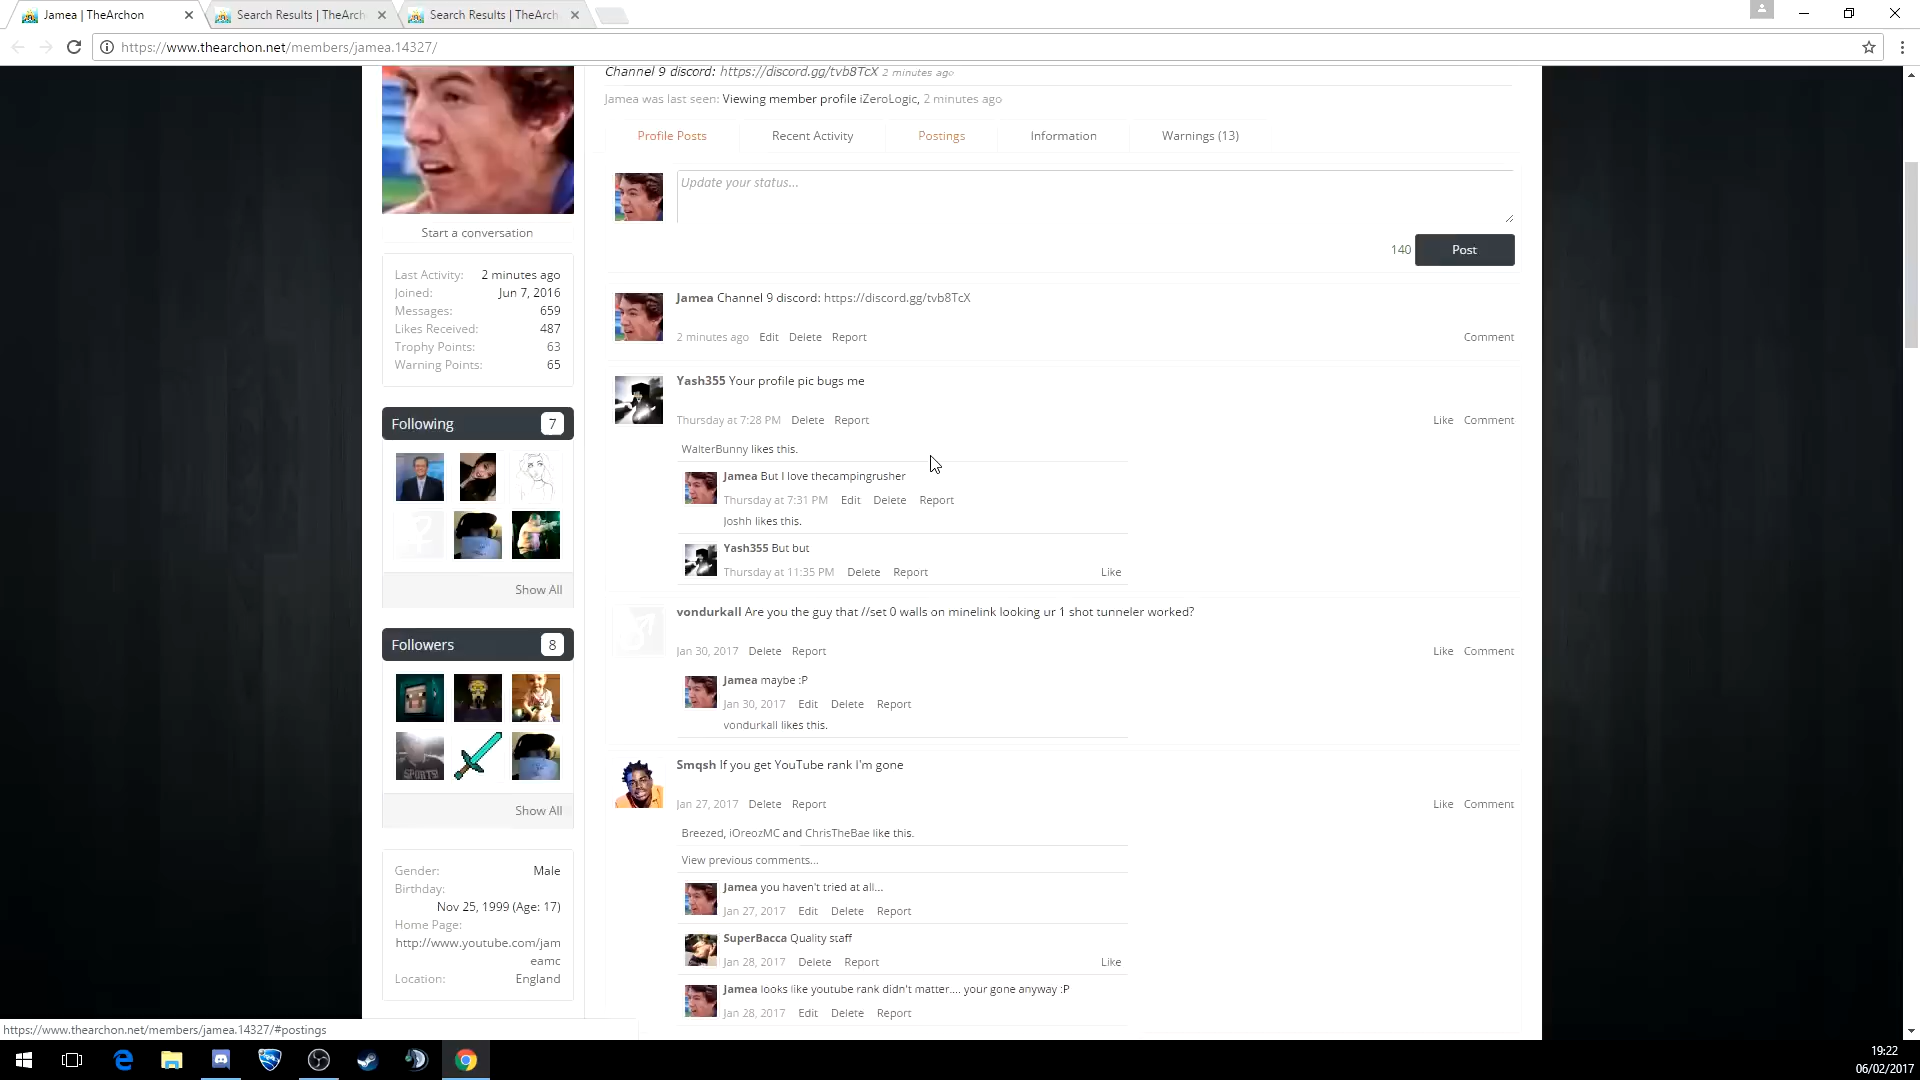 Jamea | TheArchon
Search Results | TheArch
Search Results | TheArch
https://www.thearchon.net/members/jamea.14327/
Channel 9 discord: https://discord.gg/tvb8TcX 2 minutes ago
Jamea was last seen: Viewing member profile iZeroLogic, 2 minutes ago
Profile Posts Recent Activity Postings Information Warnings (13)
Update your status...
140 Post
Start a conversation
Last Activity: 2 minutes ago
Joined: Jun 7, 2016
Messages: 659
Likes Received: 487
Trophy Points: 63
Warning Points: 65
Following 7
Show All
Followers 8
SPORTS
Show All
Gender: Male
Birthday:
Nov 25, 1999 (Age: 17)
Home Page:
http://www.youtube.com/jam
eamc
Location: England
Jamea Channel 9 discord: https://discord.gg/tvb8TcX
2 minutes ago Edit Delete Report Comment
Yash355 Your profile pic bugs me
Thursday at 7:28 PM Delete Report Like Comment
WalterBunny likes this.
Jamea But I love thecampingrusher
Thursday at 7:31 PM Edit Delete Report
Joshh likes this.
Yash355 But but
Thursday at 11:35 PM Delete Report Like
vondurkall Are you the guy that //set 0 walls on minelink looking ur 1 shot tunneler worked?
Jan 30, 2017 Delete Report Like Comment
Jamea maybe :P
Jan 30, 2017 Edit Delete Report
vondurkall likes this.
Smqsh If you get YouTube rank I'm gone
Jan 27, 2017 Delete Report Like Comment
Breezed, iOreozMC and ChrisTheBae like this.
View previous comments...
Jamea you haven't tried at all...
Jan 27, 2017 Edit Delete Report
SuperBacca Quality staff
Jan 28, 2017 Delete Report Like
Jamea looks like youtube rank didn't matter.... your gone anyway :P
Jan 28, 2017 Edit Delete Report
https://www.thearchon.net/members/jamea.14327/#postings
19:22
06/02/2017